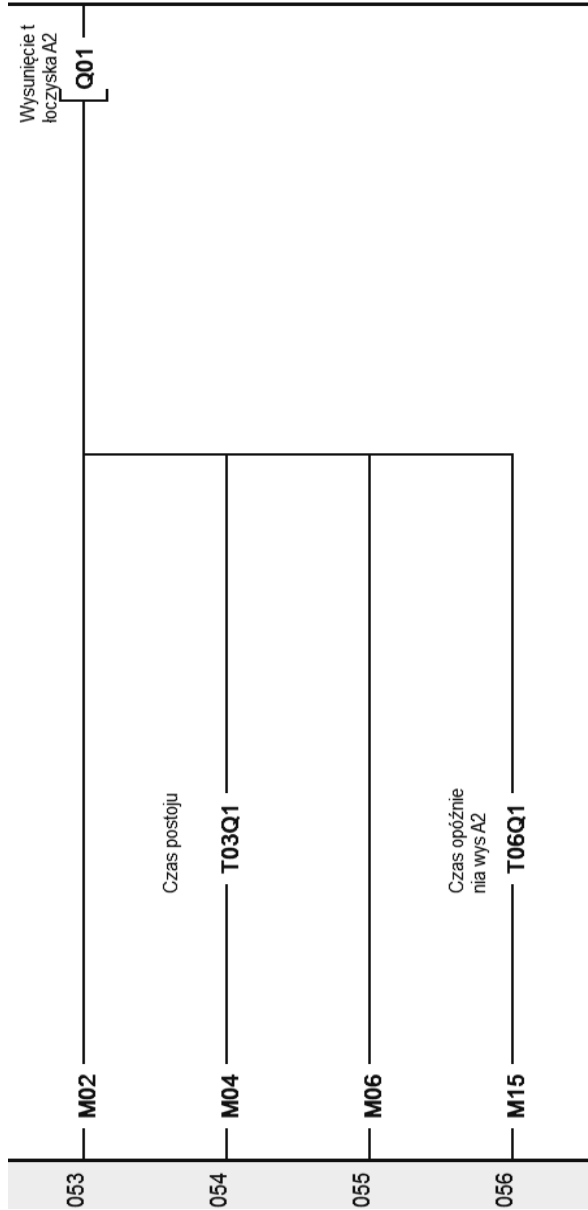 053
M02
Wysunięcie t
łoczyska A2
Q01
054
M04
Czas postoju
T03Q1
055
M06
056
M15
Czas opóźnie
nia wys A2
T06Q1